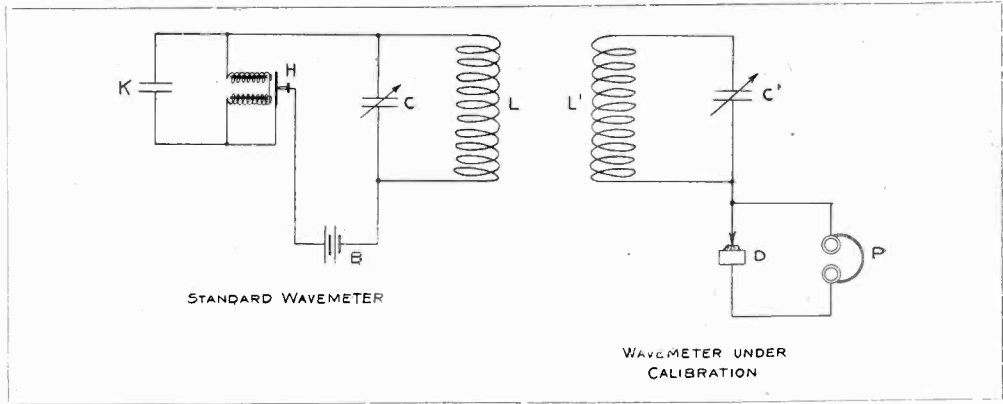 K
H
C
L
B
STANDARD WAVEMETER
L'
C'
D
P
WAVEMETER UNDER
CALIBRATION